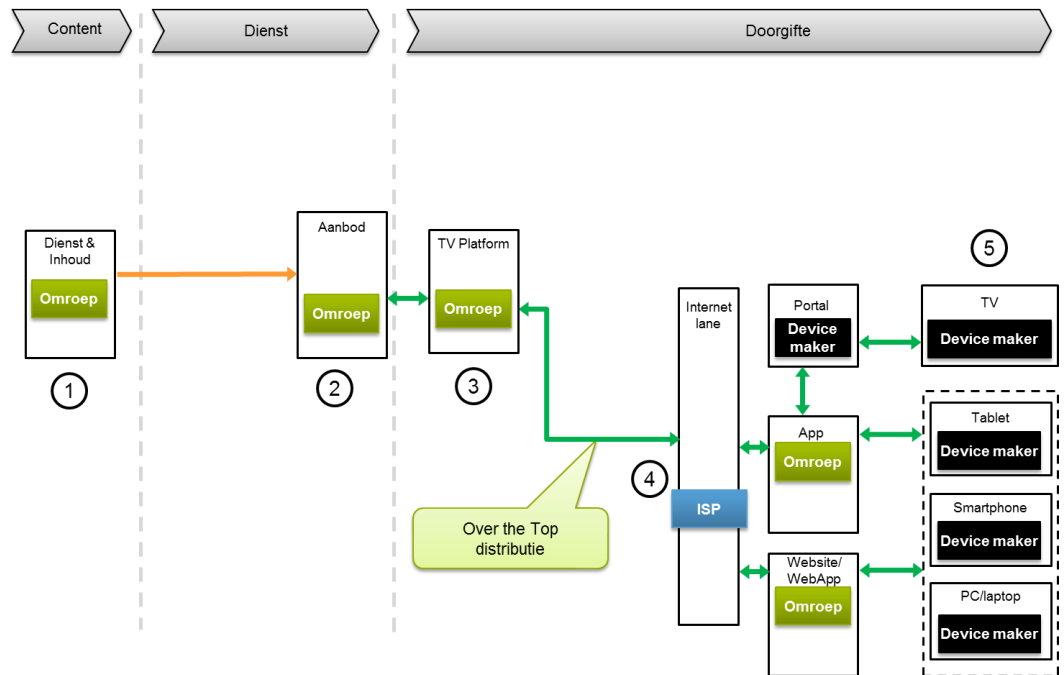 Content
Dienst
Doorgifte
Dienst &
Inhoud
Omroep
1
Aanbod
Omroep
2
TV Platform
Omroep
3
Over the Top
distributie
4
Internet
lane
ISP
Portal
Device
maker
App
Omroep
Website/
WebApp
Omroep
5
TV
Device maker
Tablet
Device maker
Smartphone
Device maker
PC/laptop
Device maker